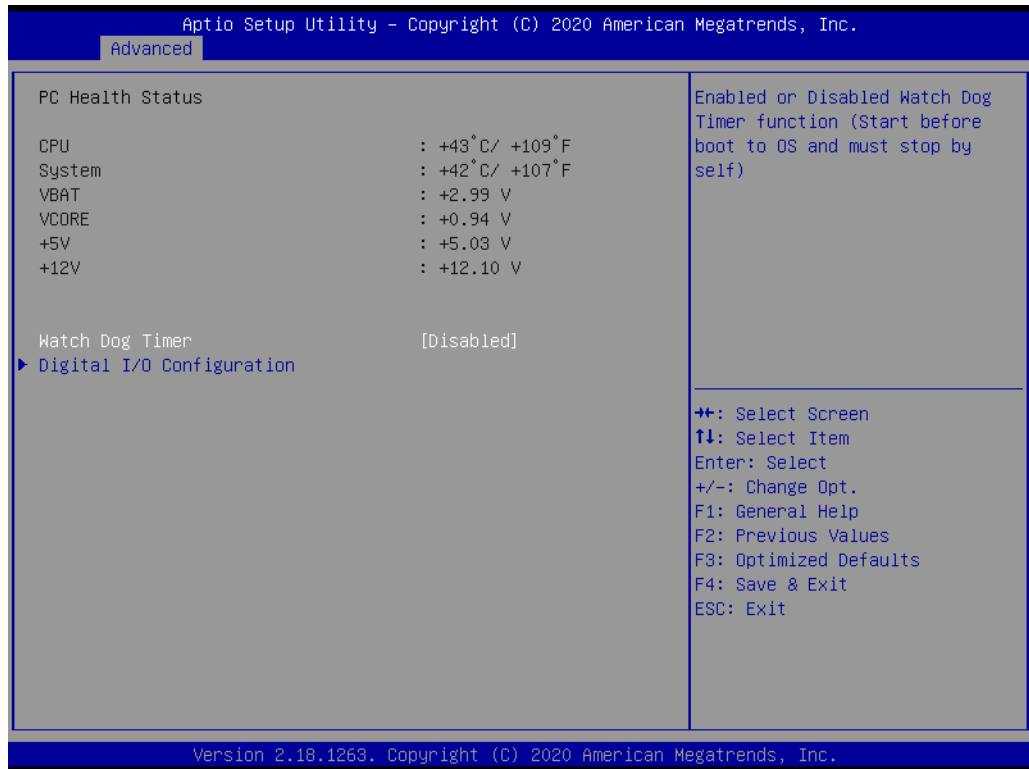 Aptio Setup Utility – Copyright (C) 2020 American Megatrends, Inc.
Advanced
PC Health Status
CPU : +43°C/ +109°F
System : +42°C/ +107°F
VBAT : +2.99 V
VCORE : +0.94 V
+5V : +5.03 V
+12V : +12.10 V
Watch Dog Timer [Disabled]
Digital I/O Configuration
Enabled or Disabled Watch Dog
Timer function (Start before
boot to OS and must stop by
self)
→←: Select Screen
↑↓: Select Item
Enter: Select
+/-: Change Opt.
F1: General Help
F2: Previous Values
F3: Optimized Defaults
F4: Save & Exit
ESC: Exit
Version 2.18.1263. Copyright (C) 2020 American Megatrends, Inc.